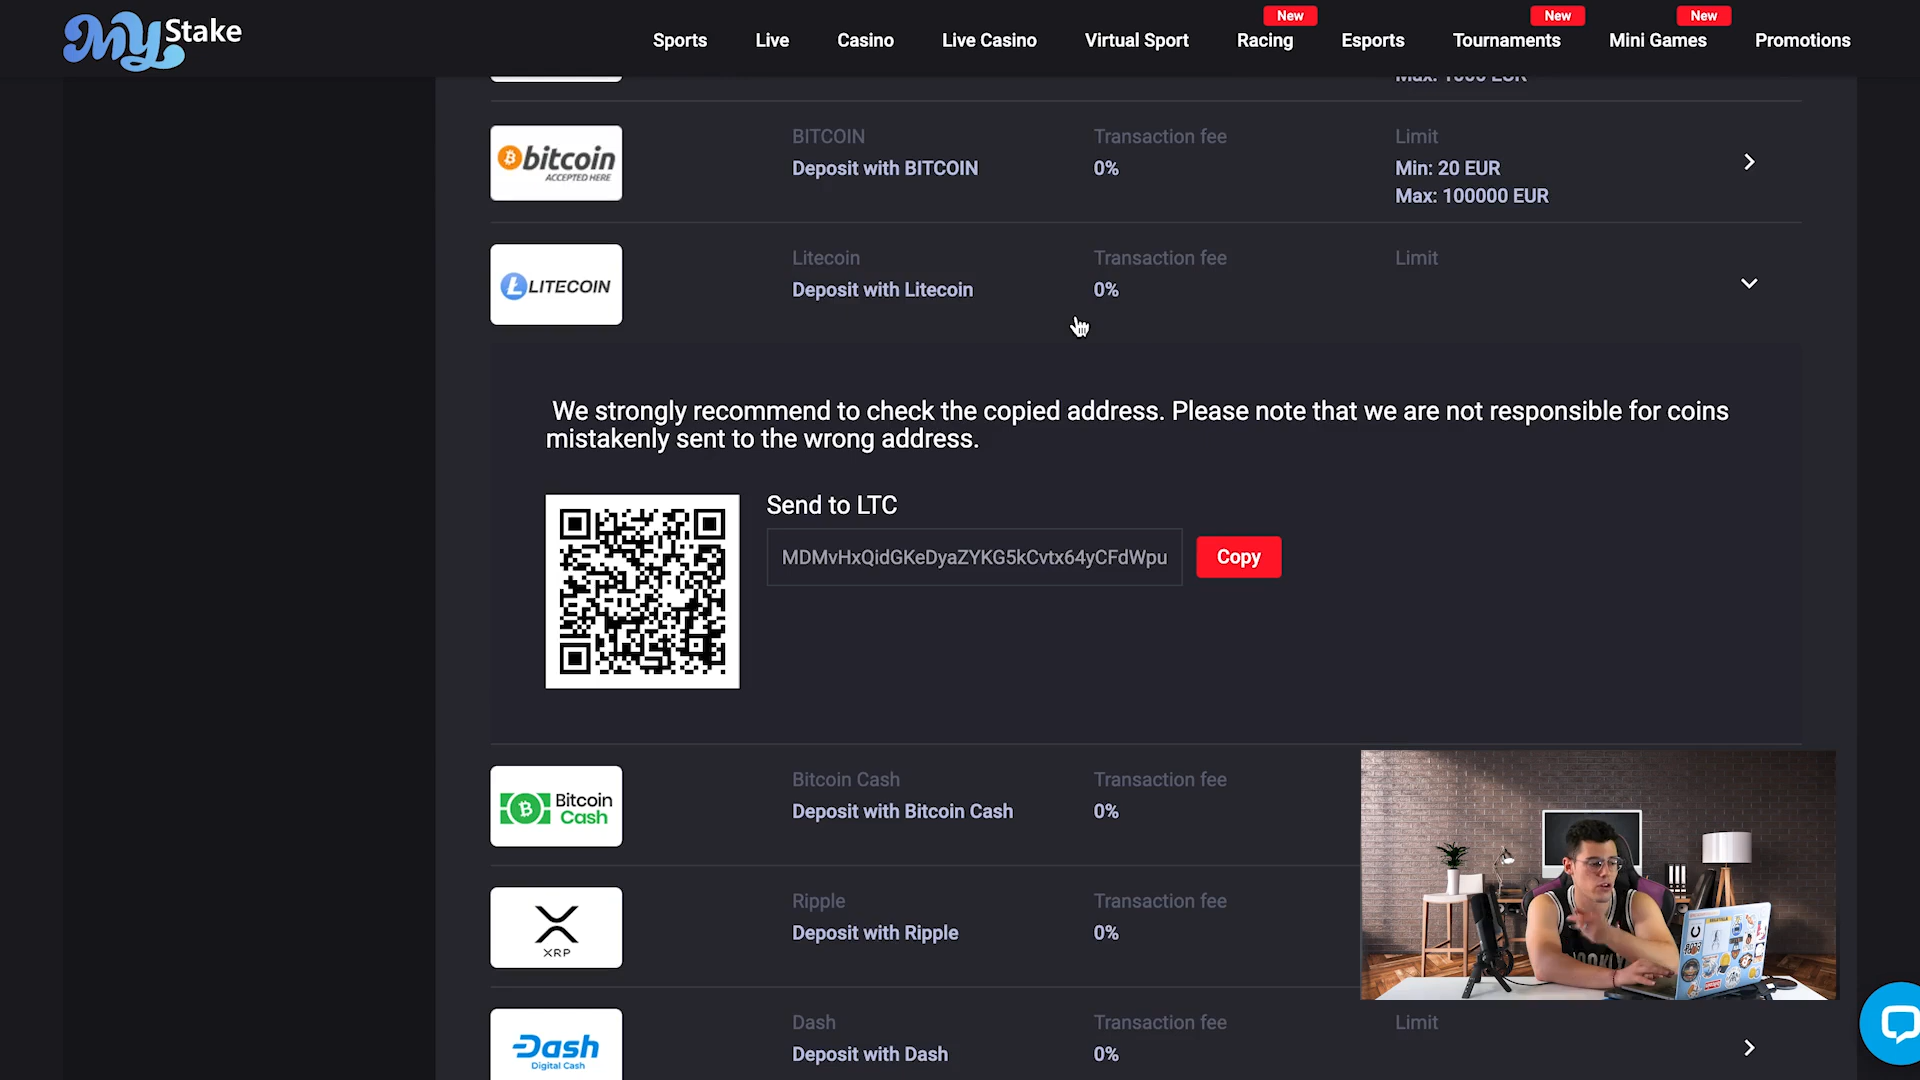 MyStake
Sports
Live
Casino
Live Casino
Virtual Sport
New
Racing
Esports
New
Tournaments
New
Mini Games
Promotions
Max: 1000 EUR
bitcoin
ACCEPTED HERE
BITCOIN
Deposit with BITCOIN
Transaction fee
0%
Limit
Min: 20 EUR
Max: 100000 EUR
LITECOIN
Litecoin
Deposit with Litecoin
Transaction fee
0%
Limit
We strongly recommend to check the copied address. Please note that we are not responsible for coins
mistakenly sent to the wrong address.
Send to LTC
MDMvHxQidGKeDyaZYKG5kCvtx64yCFdWpu
Copy
Bitcoin
Cash
Bitcoin Cash
Deposit with Bitcoin Cash
Transaction fee
0%
XRP
Ripple
Deposit with Ripple
Transaction fee
0%
Dash
Digital Cash
Dash
Deposit with Dash
Transaction fee
0%
Limit